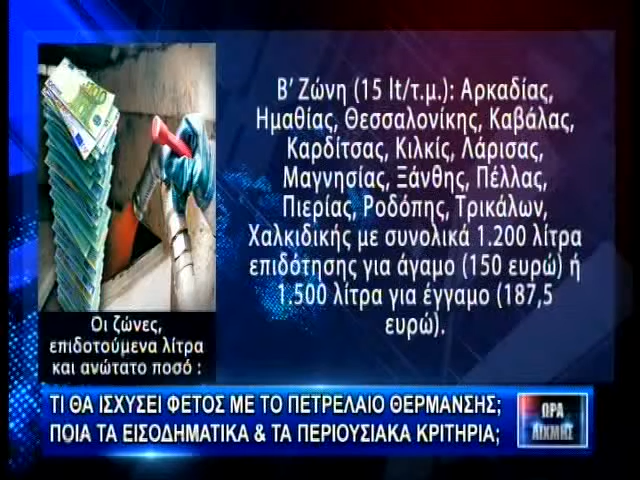 Β' Ζώνη (15 lt/τ.μ.): Αρκαδίας,
Ημαθίας, Θεσσαλονίκης, Καβάλας,
Καρδίτσας, Κιλκίς, Λάρισας,
Μαγνησίας, Ξάνθης, Πέλλας,
Πιερίας, Ροδόπης, Τρικάλων,
Χαλκιδικής με συνολικά 1.200 λίτρα
επιδότησης για άγαμο (150 ευρώ) ή
1.500 λίτρα για έγγαμο (187,5
ευρώ).
Οι ζώνες,
επιδοτούμενα λίτρα
και ανώτατο ποσό :
ΤΙ ΘΑ ΙΣΧΥΣΕΙ ΦΕΤΟΣ ΜΕ ΤΟ ΠΕΤΡΕΛΑΙΟ ΘΕΡΜΑΝΣΗΣ;
ΠΟΙΑ ΤΑ ΕΙΣΟΔΗΜΑΤΙΚΑ & ΤΑ ΠΕΡΙΟΥΣΙΑΚΑ ΚΡΙΤΗΡΙΑ;
ΩΡΑ
ΑΙΧΜΗΣ